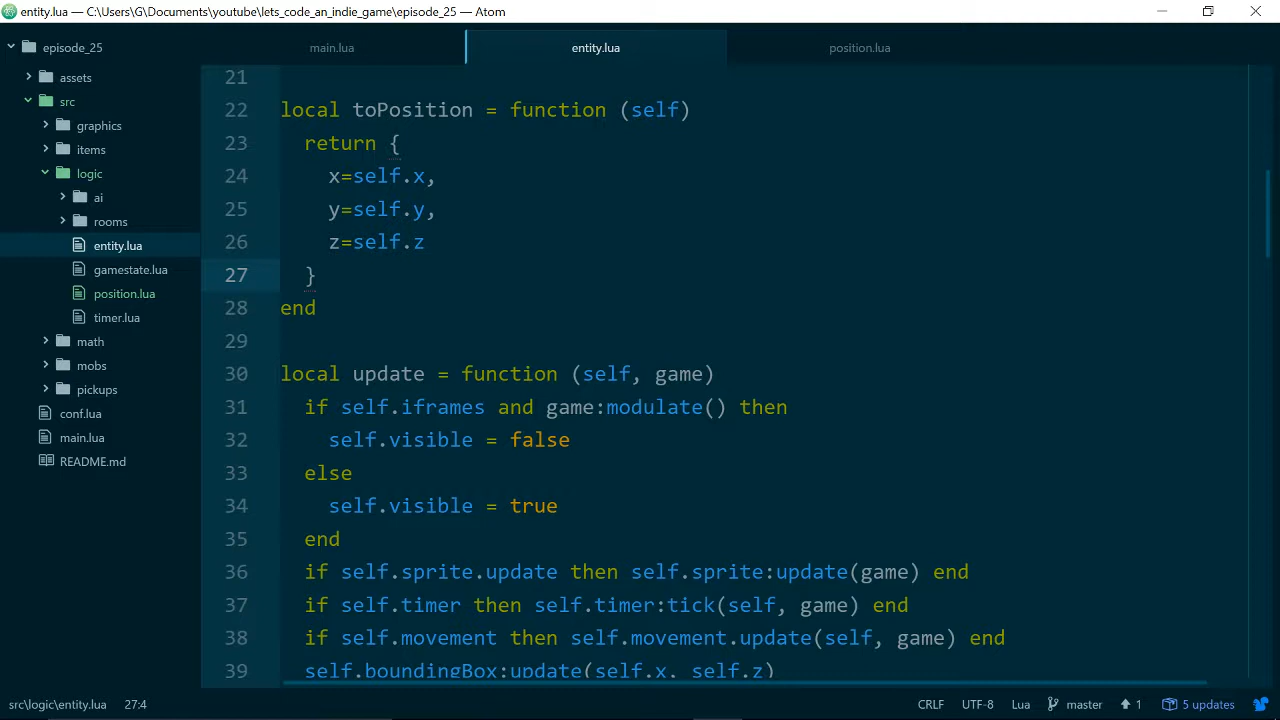 entity.lua — C:\Users\G\Documents\youtube\lets_code_an_indie_game\episode_25 — Atom
episode_25
assets
src
graphics
items
logic
ai
rooms
entity.lua
gamestate.lua
position.lua
timer.lua
math
mobs
pickups
conf.lua
main.lua
README.md
main.lua
entity.lua
position.lua
21
22 local toPosition = function (self)
23 return {
24 x=self.x,
25 y=self.y,
26 z=self.z
27 }
28 end
29
30 local update = function (self, game)
31 if self.iframes and game:modulate() then
32 self.visible = false
33 else
34 self.visible = true
35 end
36 if self.sprite.update then self.sprite:update(game) end
37 if self.timer then self.timer:tick(self, game) end
38 if self.movement then self.movement.update(self, game) end
39 self.boundingBox:update(self.x, self.z)
src\logic\entity.lua 27:4 CRLF UTF-8 Lua master 1 5 updates